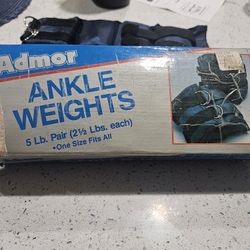 Admor
ANKLE
WEIGHTS
5 Lb. Pair (2½ Lbs. each)
•One Size Fits All